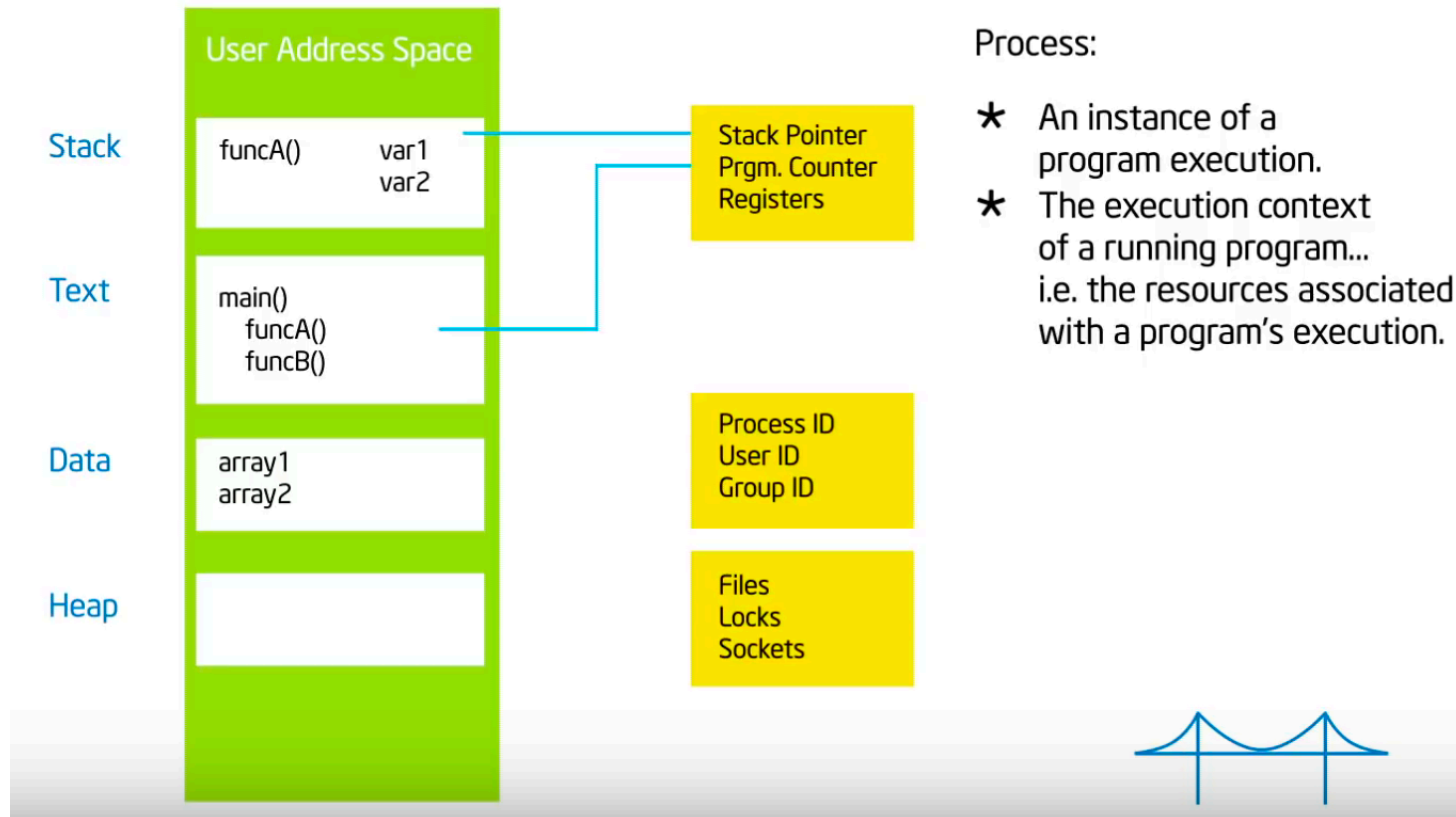 User Address Space
Stack
funcA() var1
var2
Text
main()
funcA()
funcB()
Data
array1
array2
Heap
Stack Pointer
Prgm. Counter
Registers
Process ID
User ID
Group ID
Files
Locks
Sockets
Process:
* An instance of a
program execution.
* The execution context
of a running program...
i.e. the resources associated
with a program's execution.